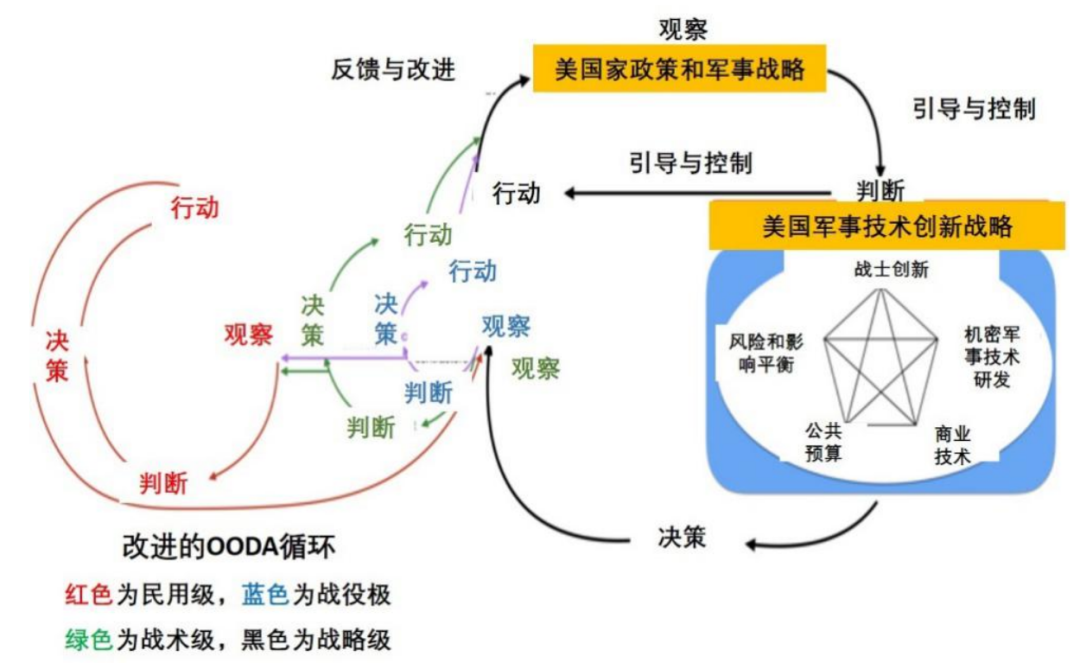 观察
美国家政策和军事战略
反馈与改进
引导与控制
引导与控制
行动
判断
美国军事技术创新战略
战士创新
风险和影
响平衡
机密军
事技术
研发
公共
预算
商业
技术
行动
行动
行动
决
策
决
策
观察
观察
观察
决
策
判断
判断
判断
决策
改进的OODA循环
红色为民用级，蓝色为战役极
绿色为战术级，黑色为战略级